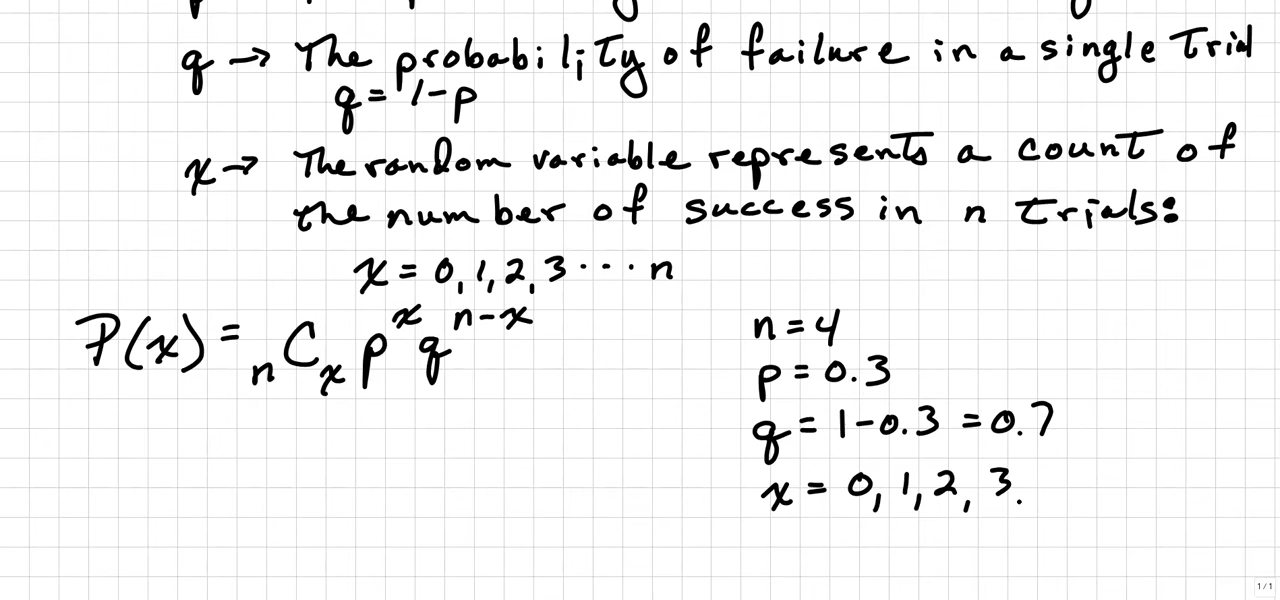 q → The probability of failure in a single Trial
q = 1-p
x → The random variable represents a count of
the number of success in n trials:
x = 0, 1, 2, 3 · · · n
P(x) = nCx p^x q^n-x
n = 4
p = 0.3
q = 1-0.3 = 0.7
x = 0, 1, 2, 3.
1/1